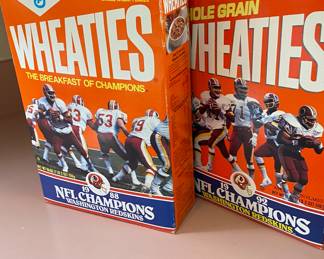 WHEATIES
THE BREAKFAST OF CHAMPIONS
53
19 88
NFL CHAMPIONS
WASHINGTON REDSKINS
WHOLE GRAIN
WHEATIES
19 92
NFL CHAMPIONS
WASHINGTON REDSKINS